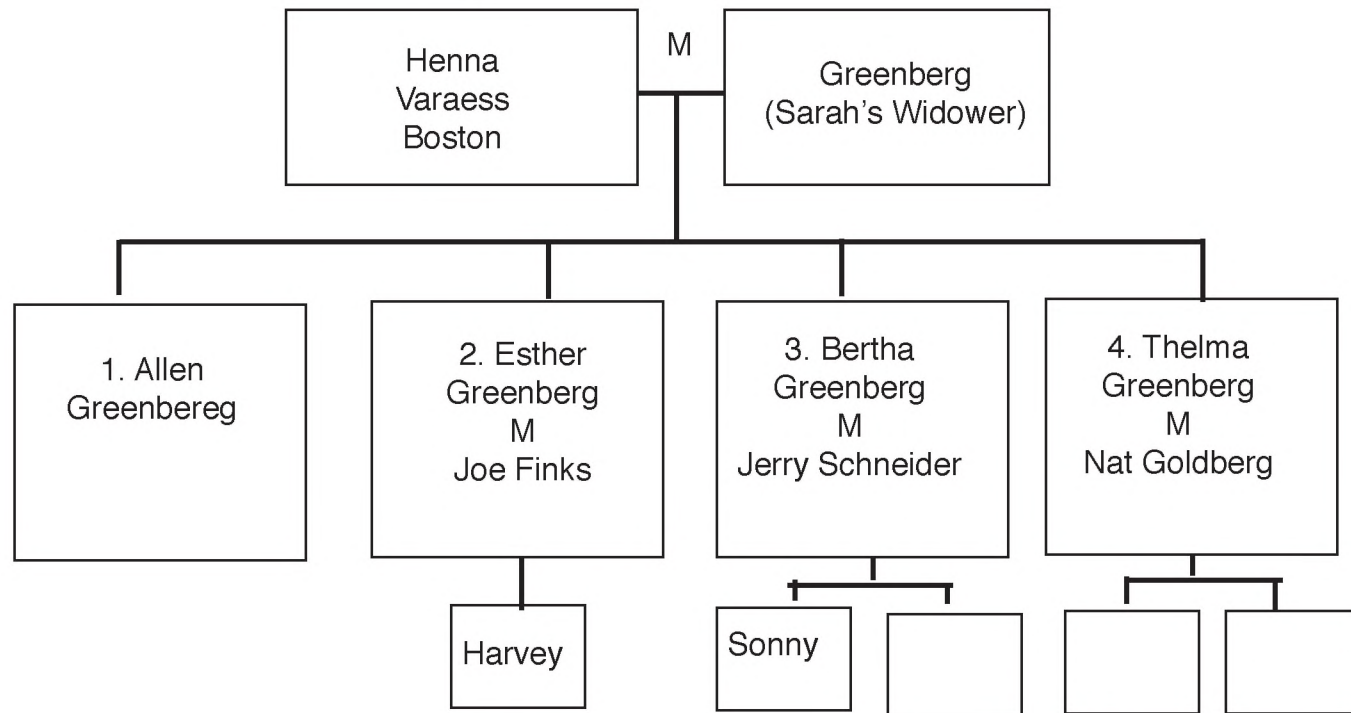 Henna
Varaess
Boston
M
Greenberg
(Sarah's Widower)
1. Allen
Greenbereg
2. Esther
Greenberg
M
Joe Finks
3. Bertha
Greenberg
M
Jerry Schneider
4. Thelma
Greenberg
M
Nat Goldberg
Harvey
Sonny